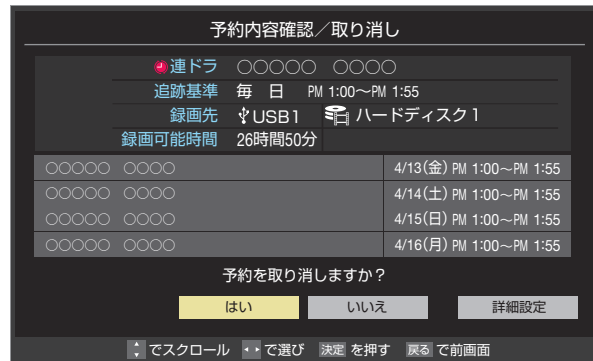 予約内容確認／取り消し
連ドラ ○○○○○ ○○○○
追跡基準 毎 日 PM 1:00～PM 1:55
録画先 USB1 ハードディスク1
録画可能時間 26時間50分
○○○○○ ○○○○ 4/13(金) PM 1:00～PM 1:55
○○○○○ ○○○○ 4/14(土) PM 1:00～PM 1:55
○○○○○ ○○○○ 4/15(日) PM 1:00～PM 1:55
○○○○○ ○○○○ 4/16(月) PM 1:00～PM 1:55
予約を取り消しますか？
はい いいえ 詳細設定
でスクロール で選び 決定 を押す 戻る で前画面